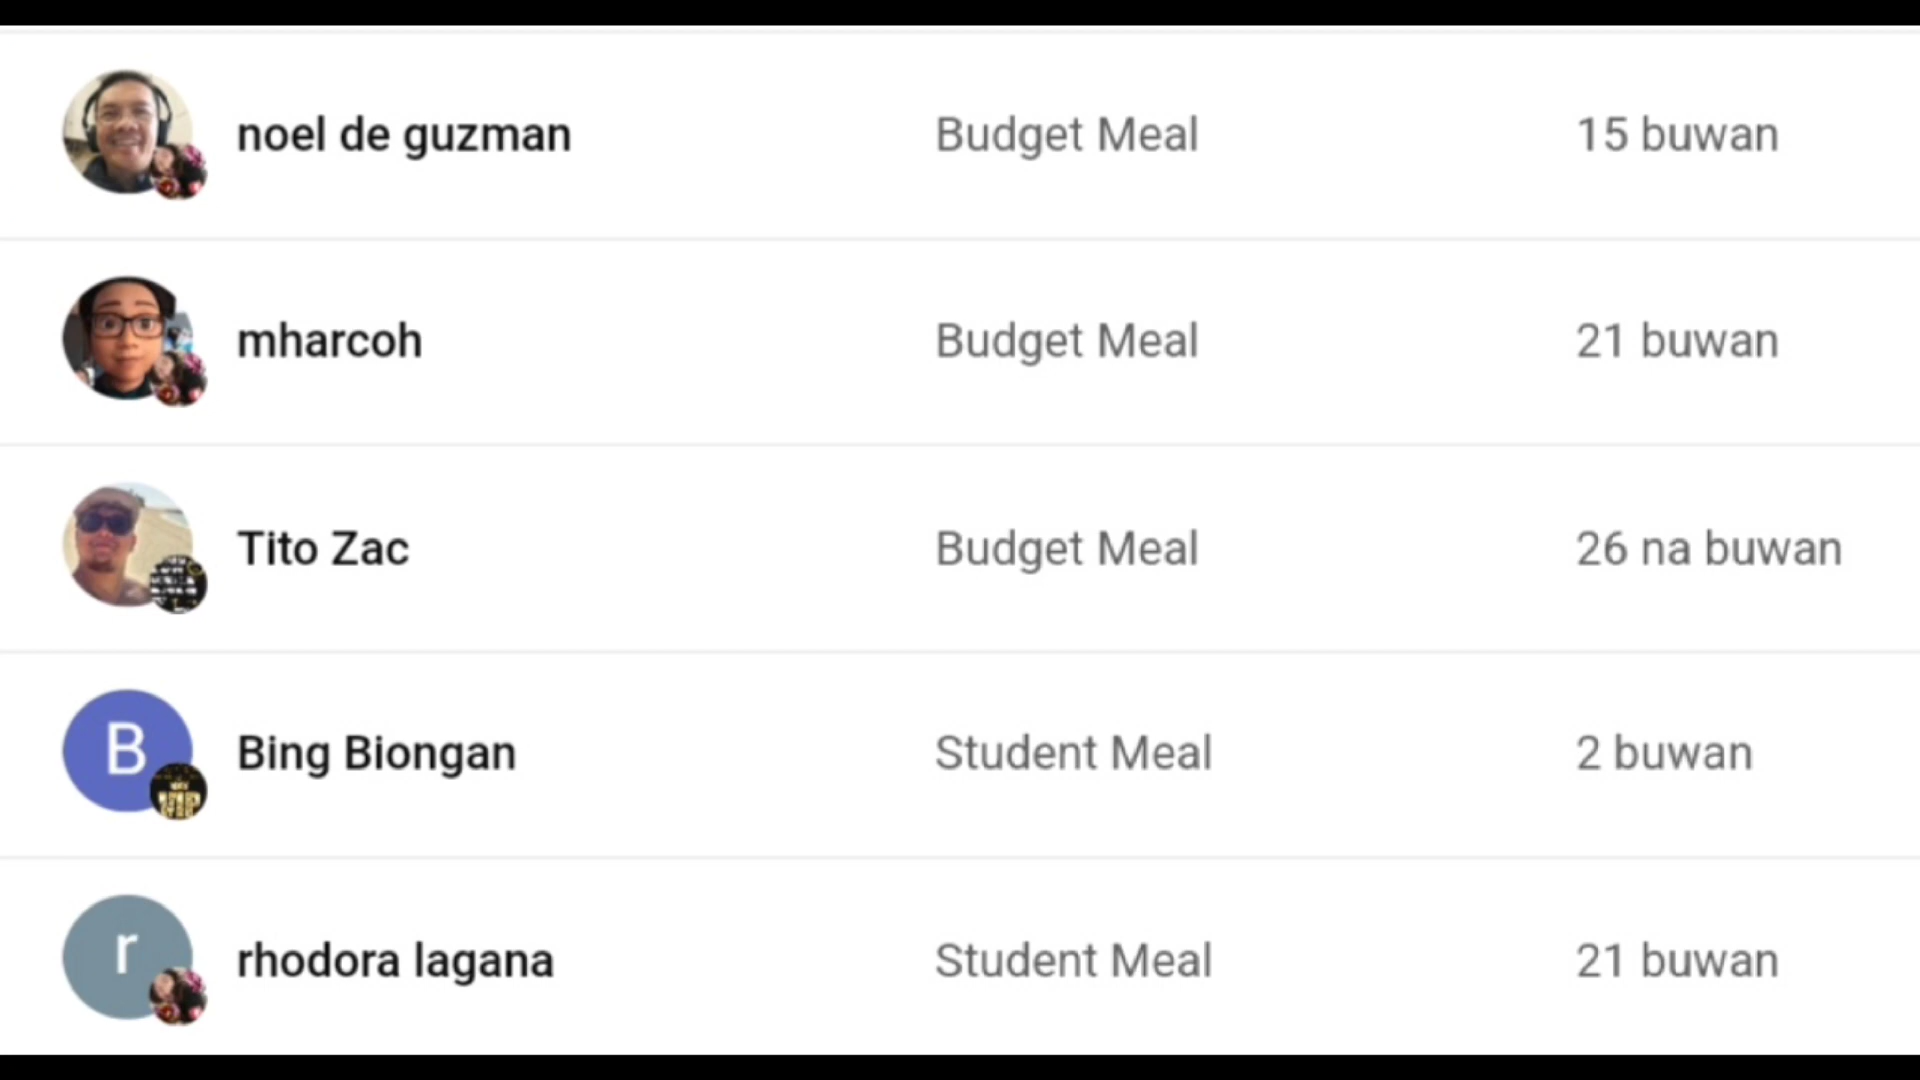 noel de guzman Budget Meal 15 buwan
mharcoh Budget Meal 21 buwan
Tito Zac Budget Meal 26 na buwan
B Bing Biongan Student Meal 2 buwan
VIP
r rhodora lagana Student Meal 21 buwan